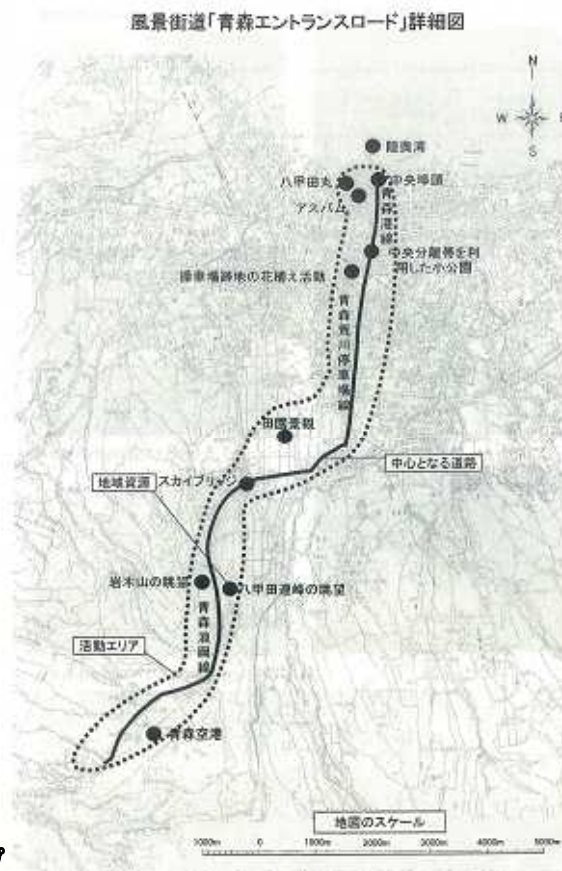 風景街道「青森エントランスロード」詳細図
N
W
S
陸奥湾
八甲田丸
中央埠頭
アスパム
青森港線
中央分離帯を利
用した小公園
操車場跡地の花植え活動
青森荒川停車場線
田園景観
中心となる道路
地域資源
スカイブリッジ
岩木山の眺望
八甲田連峰の眺望
青森浪岡線
活動エリア
青森空港
地図のスケール
1000m
0
1000m
2000m
3000m
4000m
5000m